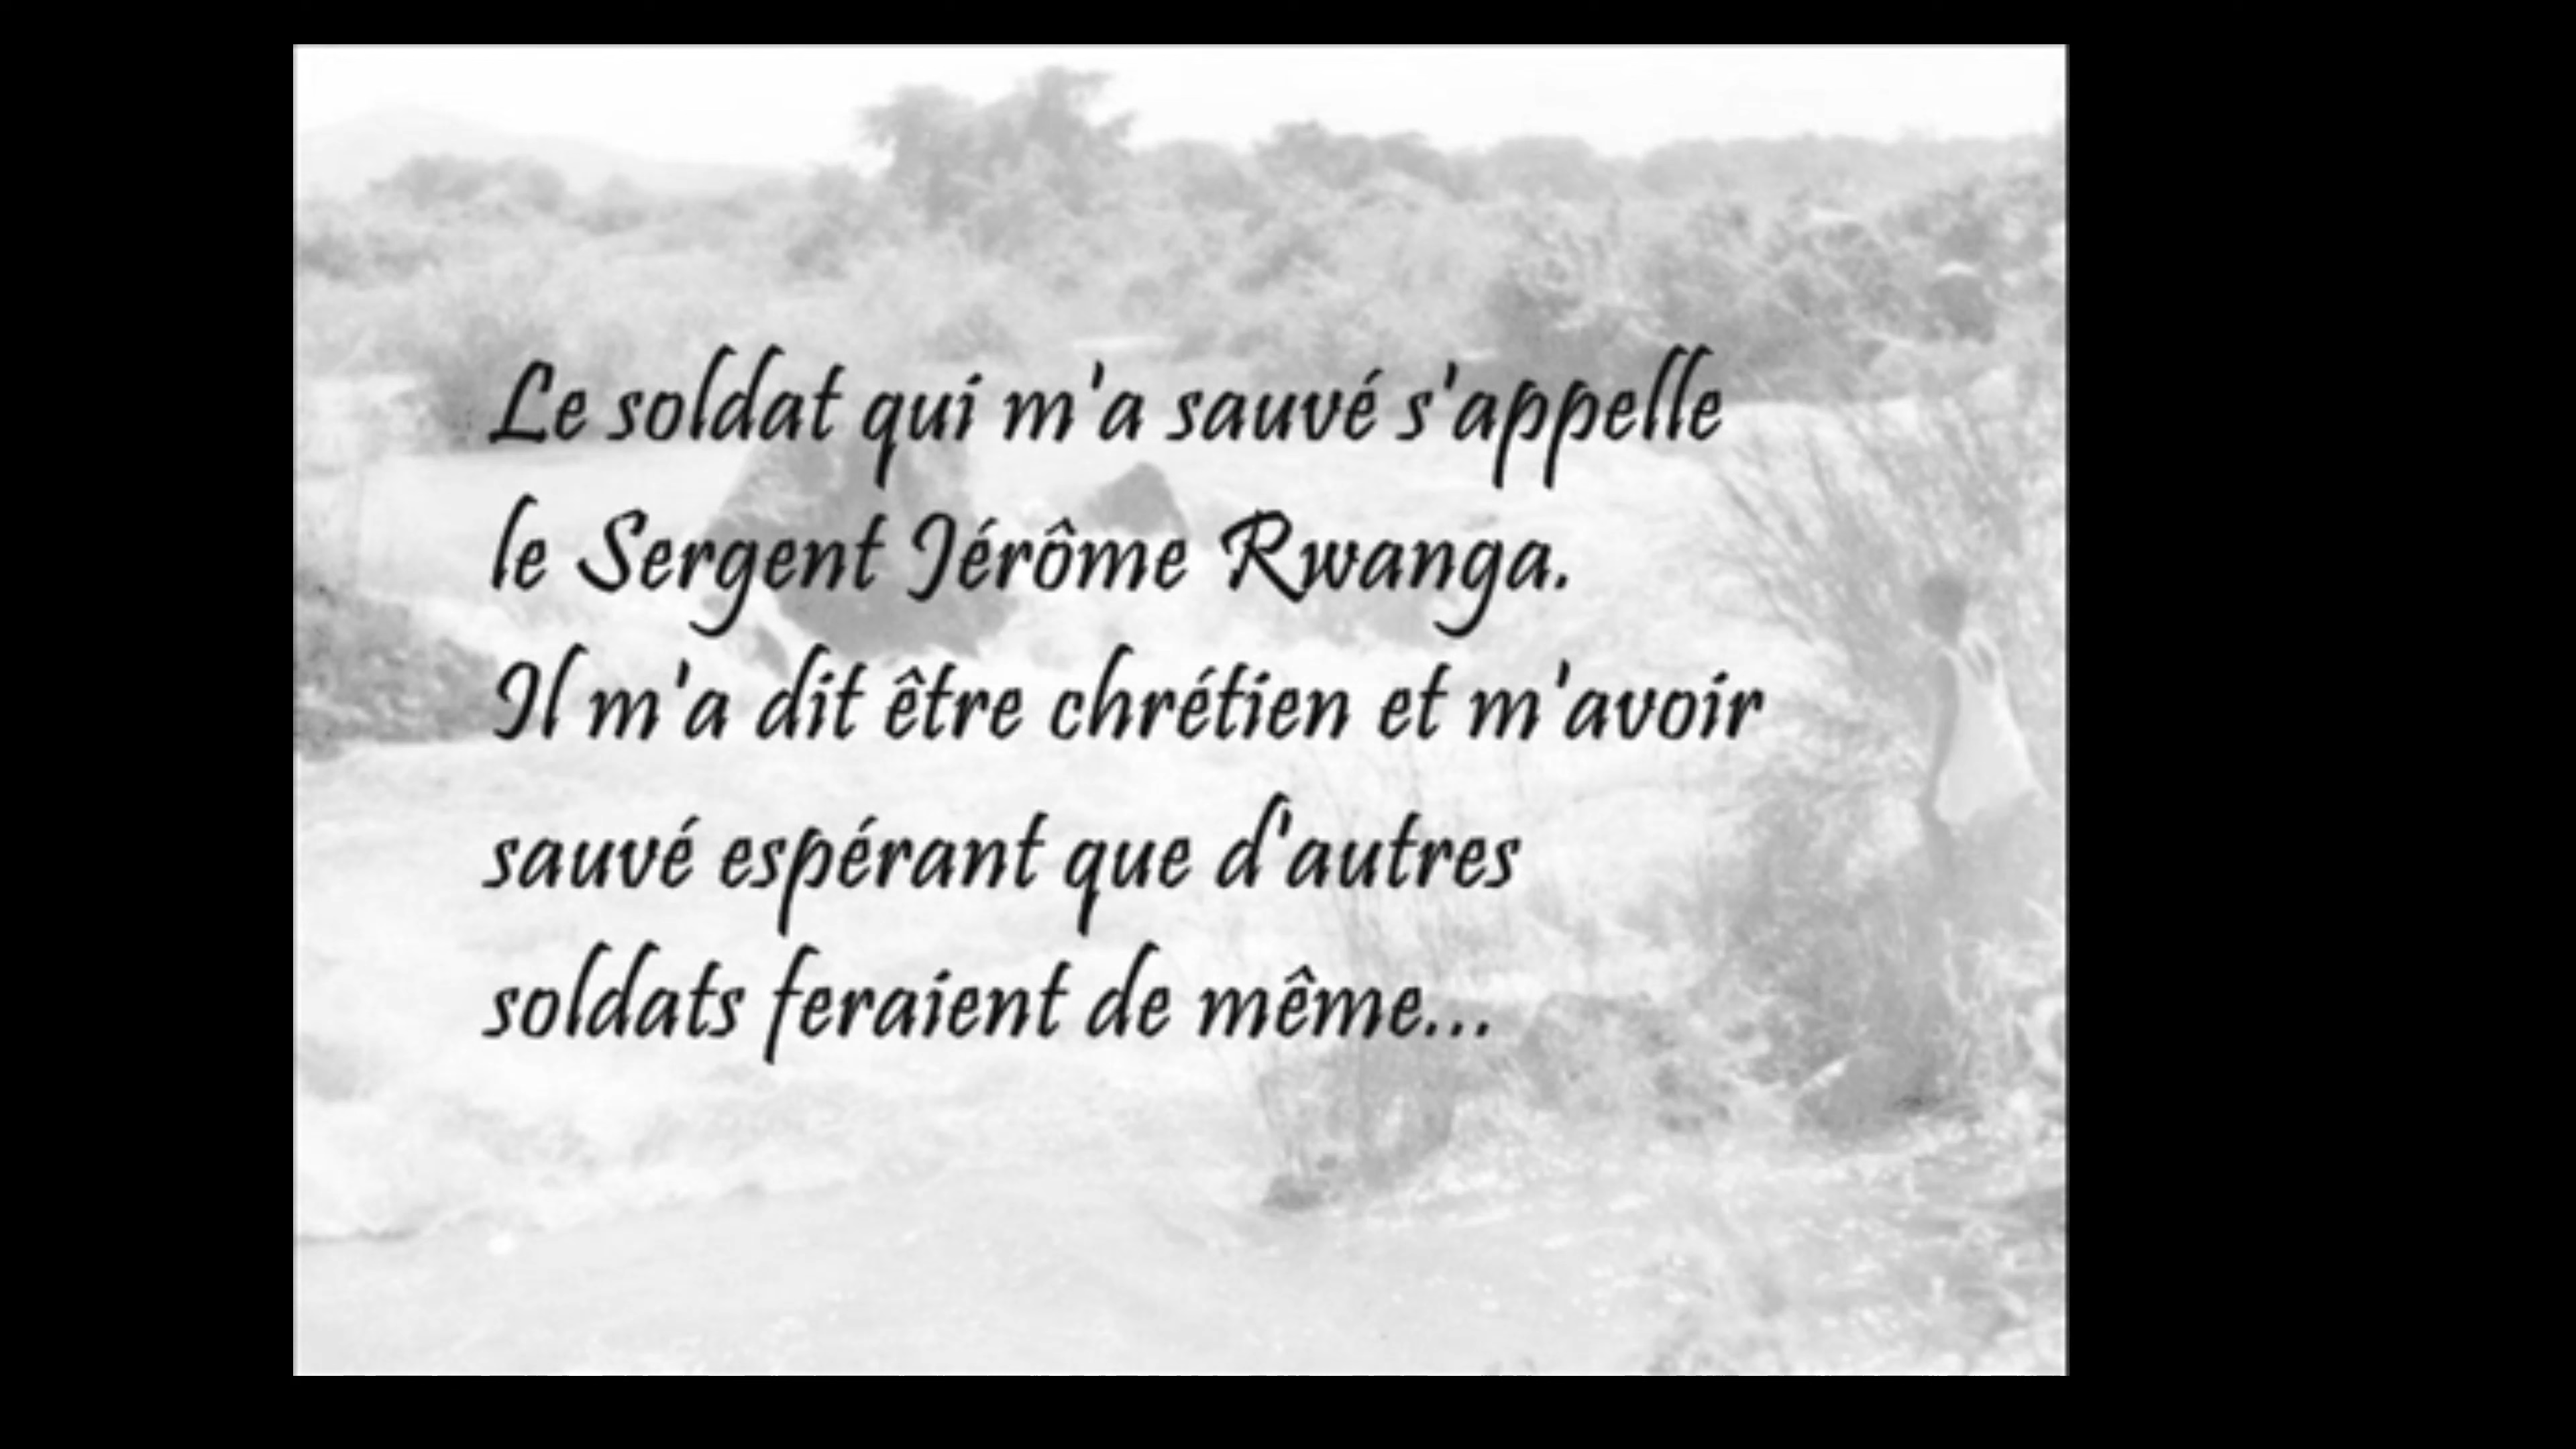 Le soldat qui m'a sauvé s'appelle
le Sergent Jérôme Rwanga.
Il m'a dit être chrétien et m'avoir
sauvé espérant que d'autres
soldats feraient de même...